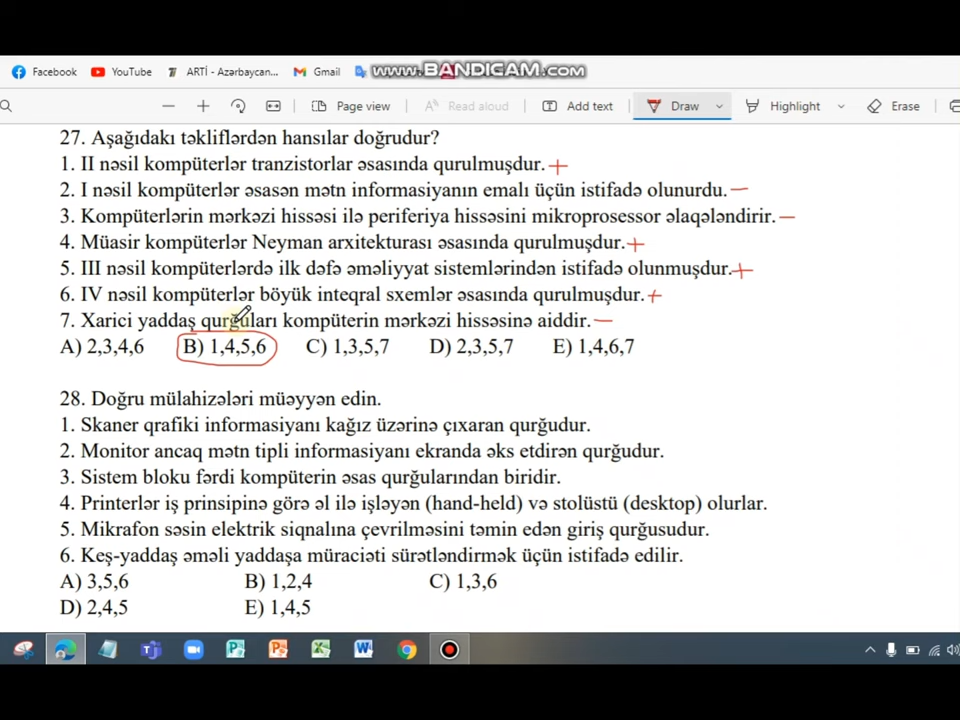 Facebook YouTube ARTİ - Azərbaycan... Gmail www.BANDICAM.com
Page view Read aloud Add text Draw Highlight Erase
27. Aşağıdakı təkliflərdən hansılar doğrudur?
1. II nəsil kompüterlər tranzistorlar əsasında qurulmuşdur. +
2. I nəsil kompüterlər əsasən mətn informasiyanın emalı üçün istifadə olunurdu. –
3. Kompüterlərin mərkəzi hissəsi ilə periferiya hissəsini mikroprosessor əlaqələndirir. –
4. Müasir kompüterlər Neyman arxitekturası əsasında qurulmuşdur. +
5. III nəsil kompüterlərdə ilk dəfə əməliyyat sistemlərindən istifadə olunmuşdur. +
6. IV nəsil kompüterlər böyük inteqral sxemlər əsasında qurulmuşdur. +
7. Xarici yaddaş qurğuları kompüterin mərkəzi hissəsinə aiddir. –
A) 2,3,4,6 B) 1,4,5,6 C) 1,3,5,7 D) 2,3,5,7 E) 1,4,6,7
28. Doğru mülahizələri müəyyən edin.
1. Skaner qrafiki informasiyanı kağız üzərinə çıxaran qurğudur.
2. Monitor ancaq mətn tipli informasiyanı ekranda əks etdirən qurğudur.
3. Sistem bloku fərdi kompüterin əsas qurğularından biridir.
4. Printerlər iş prinsipinə görə əl ilə işləyən (hand-held) və stolüstü (desktop) olurlar.
5. Mikrafon səsin elektrik siqnalına çevrilməsini təmin edən giriş qurğusudur.
6. Keş-yaddaş əməli yaddaşa müraciəti sürətləndirmək üçün istifadə edilir.
A) 3,5,6 B) 1,2,4 C) 1,3,6
D) 2,4,5 E) 1,4,5